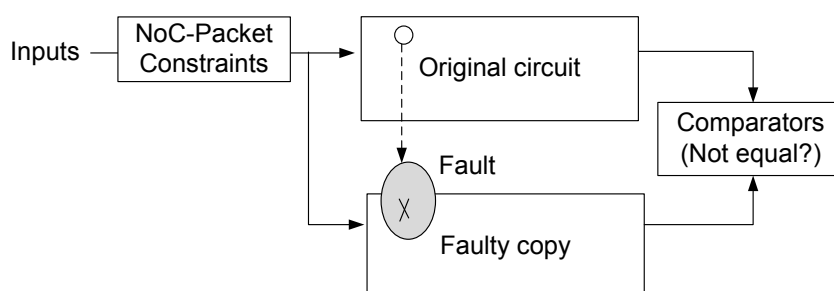 Inputs
NoC-Packet
Constraints
Original circuit
Comparators
(Not equal?)
Fault
X
Faulty copy